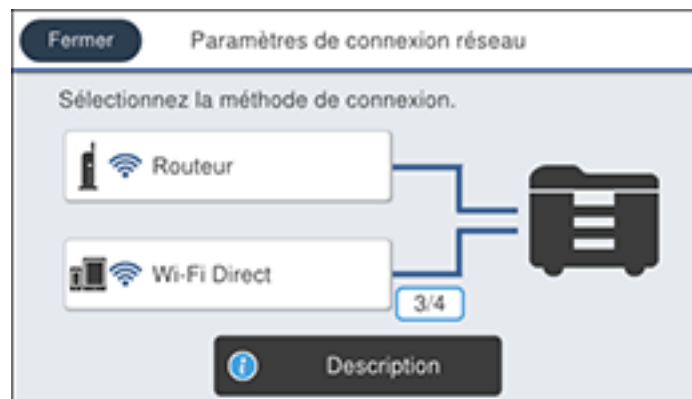 Fermer
Paramètres de connexion réseau
Sélectionnez la méthode de connexion.
Routeur
Wi-Fi Direct
3/4
Description